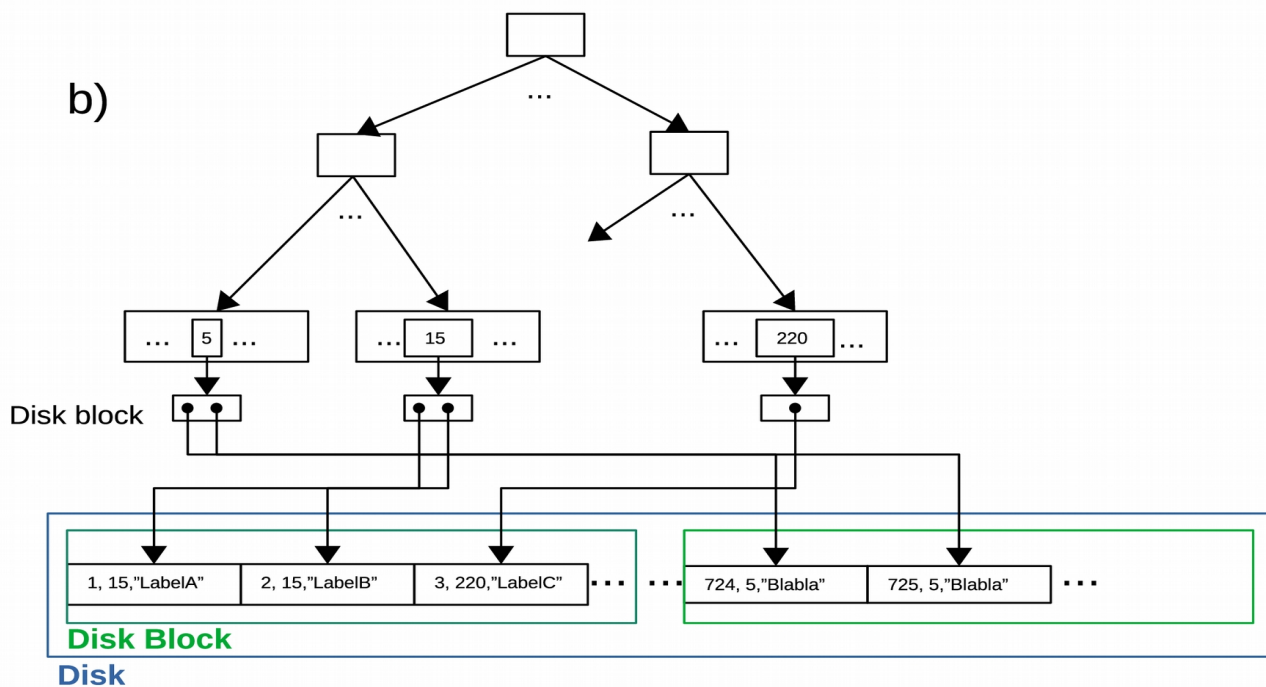 b)
...
...
...
... 5 ...
... 15 ...
... 220 ...
Disk block
1, 15,”LabelA”
2, 15,”LabelB”
3, 220,”LabelC”
... ...
724, 5,”Blabla”
725, 5,”Blabla”
...
Disk Block
Disk